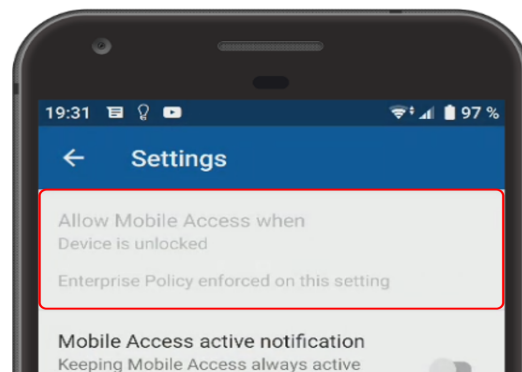 19:31 97 %
Settings
Allow Mobile Access when
Device is unlocked
Enterprise Policy enforced on this setting
Mobile Access active notification
Keeping Mobile Access always active